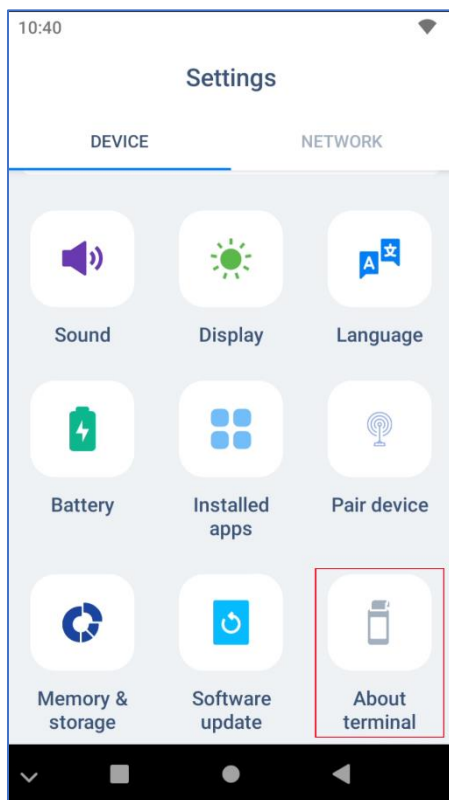 10:40
Settings
DEVICE NETWORK
Sound Display Language
Battery Installed Pair device
apps
Memory & Software About
storage update terminal